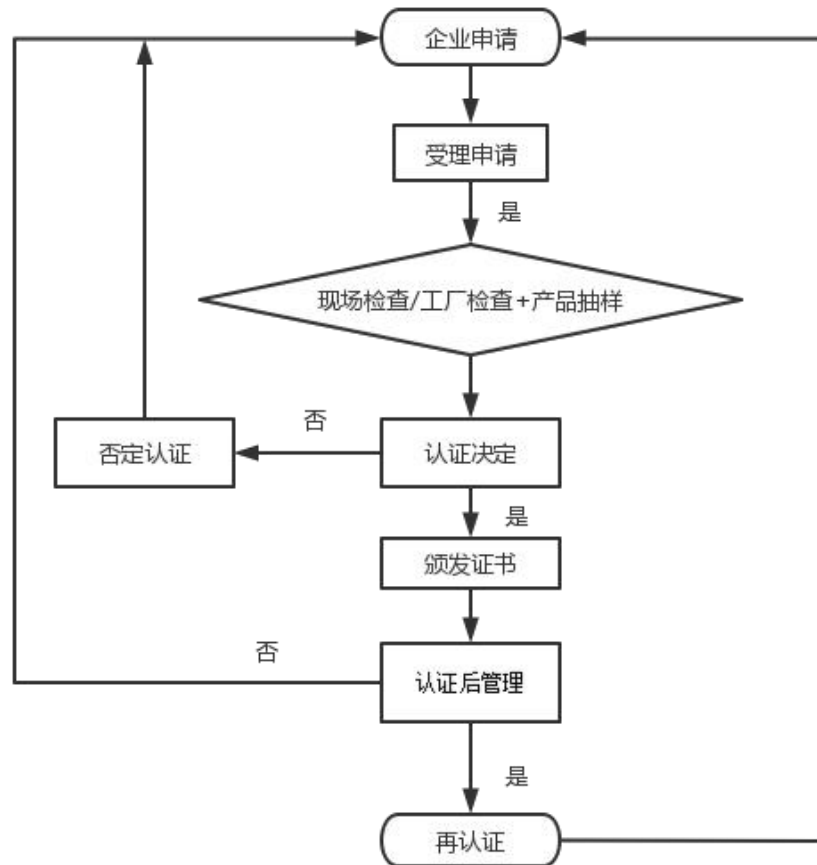 企业申请
受理申请
是
现场检查/工厂检查+产品抽样
否
否定认证
认证决定
是
颁发证书
否
认证后管理
是
再认证